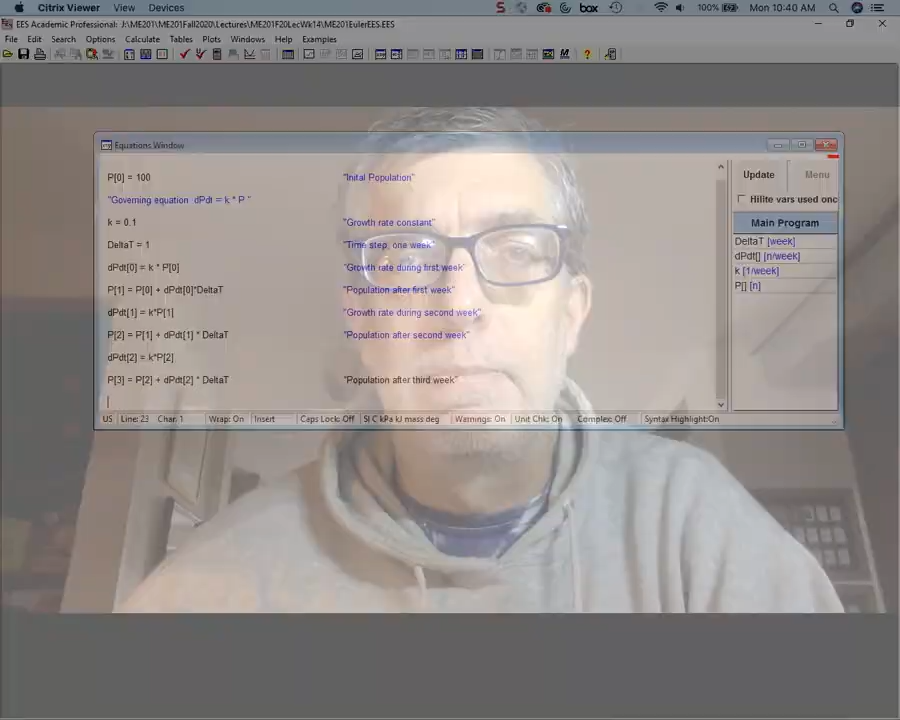 Citrix Viewer View Devices 100% Mon 10:40 AM
EES Academic Professional: J:\ME201\ME201Fall2020\Lectures\ME201F20LecWk14\ME201EulerEES.EES
File Edit Search Options Calculate Tables Plots Windows Help Examples
Equations Window
P[0] = 100 "Inital Population"
"Governing equation dPdt = k * P "
k = 0.1 "Growth rate constant"
DeltaT = 1 "Time step, one week"
dPdt[0] = k * P[0] "Growth rate during first week"
P[1] = P[0] + dPdt[0]*DeltaT "Population after first week"
dPdt[1] = k*P[1] "Growth rate during second week"
P[2] = P[1] + dPdt[1] * DeltaT "Population after second week"
dPdt[2] = k*P[2]
P[3] = P[2] + dPdt[2] * DeltaT "Population after third week"
Update Menu
Hilite vars used onc
Main Program
DeltaT [week]
dPdt[] [n/week]
k [1/week]
P[] [n]
US Line: 23 Char: 1 Wrap: On Insert Caps Lock: Off SI C kPa kJ mass deg Warnings: On Unit Chk: On Complex: Off Syntax Highlight:On
box